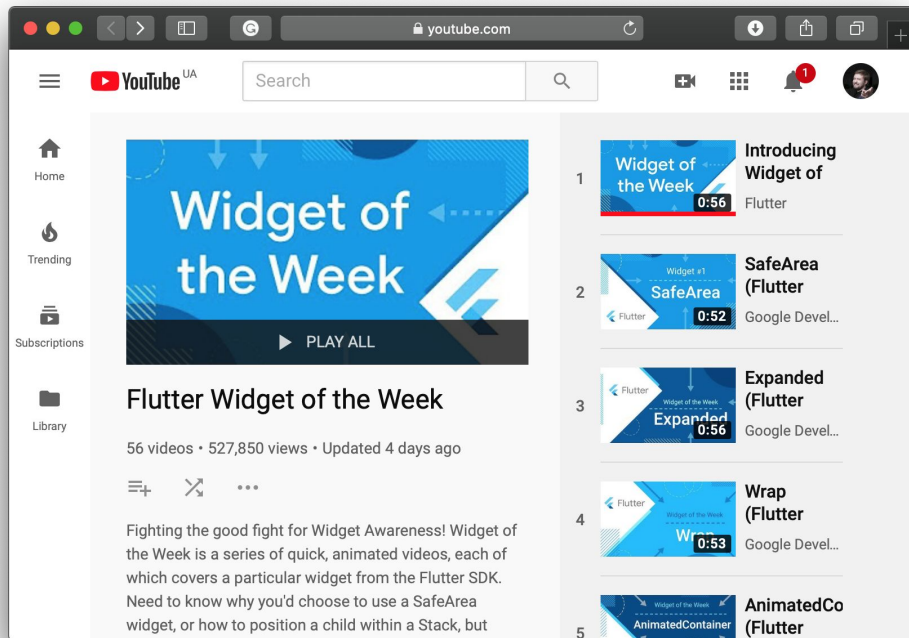 youtube.com
YouTube UA
Search
1
Home
Trending
Subscriptions
Library
Widget of
the Week
PLAY ALL
Flutter Widget of the Week
56 videos • 527,850 views • Updated 4 days ago
Fighting the good fight for Widget Awareness! Widget of
the Week is a series of quick, animated videos, each of
which covers a particular widget from the Flutter SDK.
Need to know why you'd choose to use a SafeArea
widget, or how to position a child within a Stack, but
1
Widget of
the Week
0:56
Introducing
Widget of
Flutter
2
Widget #1
SafeArea
Flutter
0:52
SafeArea
(Flutter
Google Devel...
3
Flutter
Widget of the Week
Expanded
0:56
Expanded
(Flutter
Google Devel...
4
Flutter
Widget of the Week
Wrap
0:53
Wrap
(Flutter
Google Devel...
5
Widget of the Week
AnimatedContainer
AnimatedCo
(Flutter